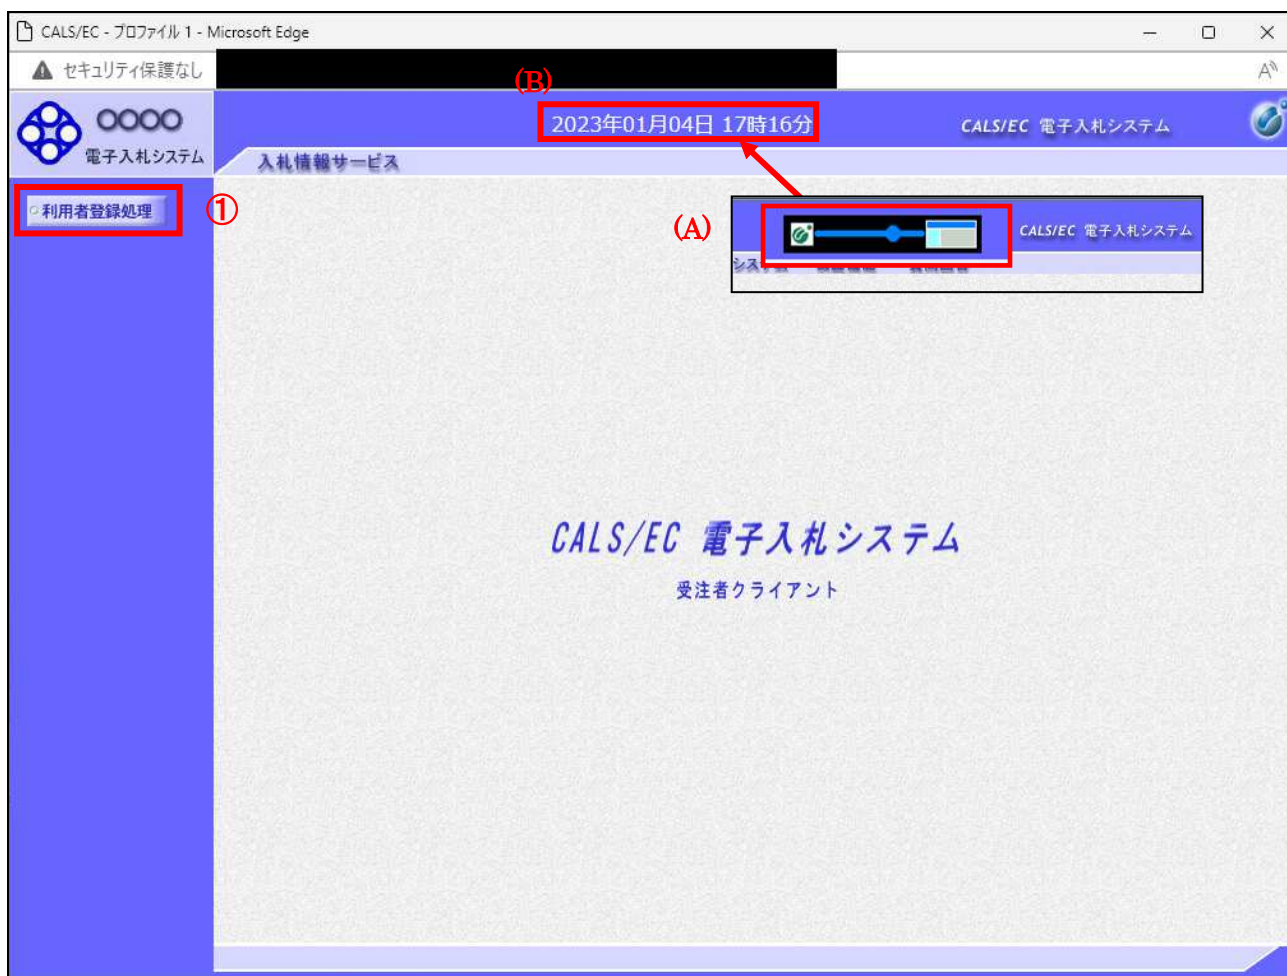 CALS/EC - プロファイル 1 - Microsoft Edge
セキュリティ保護なし
(B)
○○○○
電子入札システム
2023年01月04日 17時16分
CALS/EC 電子入札システム
入札情報サービス
利用者登録処理
①
(A)
CALS/EC 電子入札システム
CALS/EC 電子入札システム
受注者クライアント